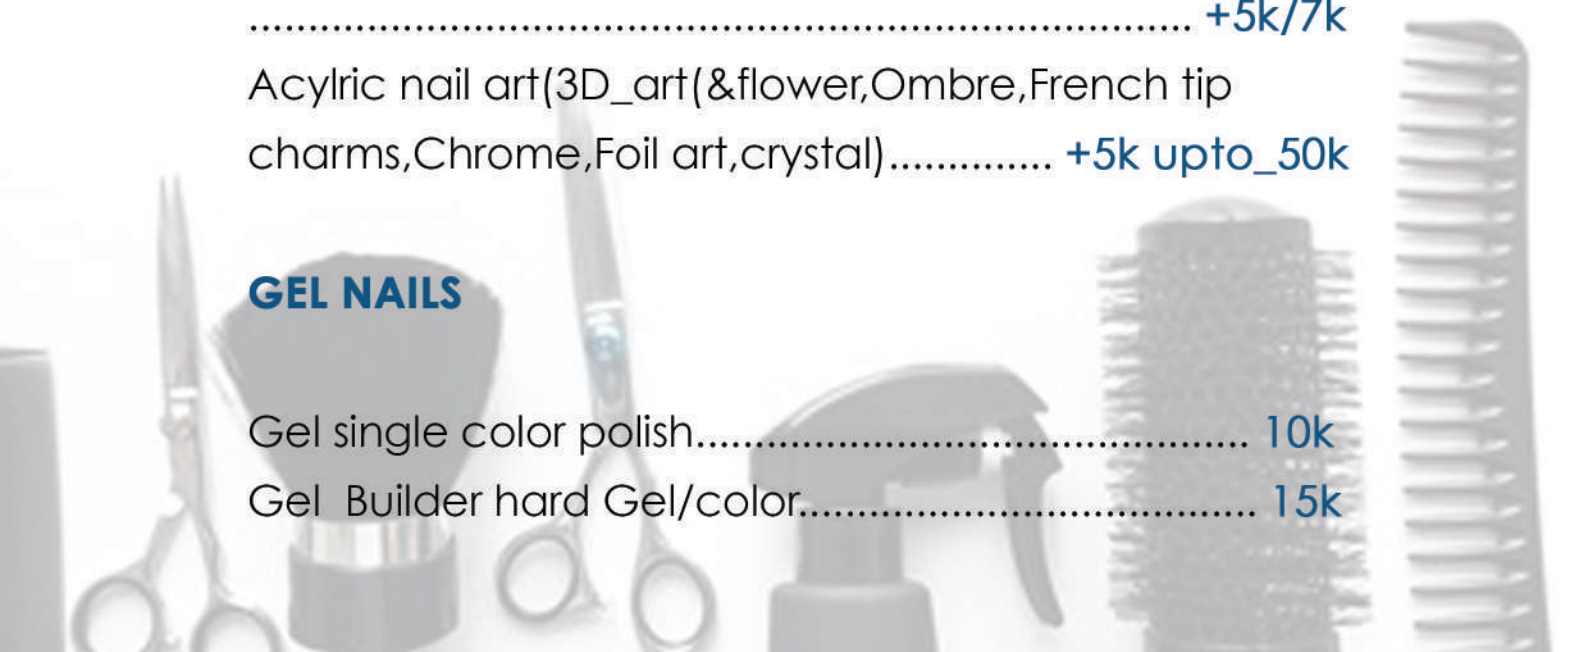 ........................................................................... +5k/7k
Acylric nail art(3D_art(&flower,Ombre,French tip
charms,Chrome,Foil art,crystal).............. +5k upto_50k
GEL NAILS
Gel single color polish............................................... 10k
Gel  Builder hard Gel/color....................................... 15k